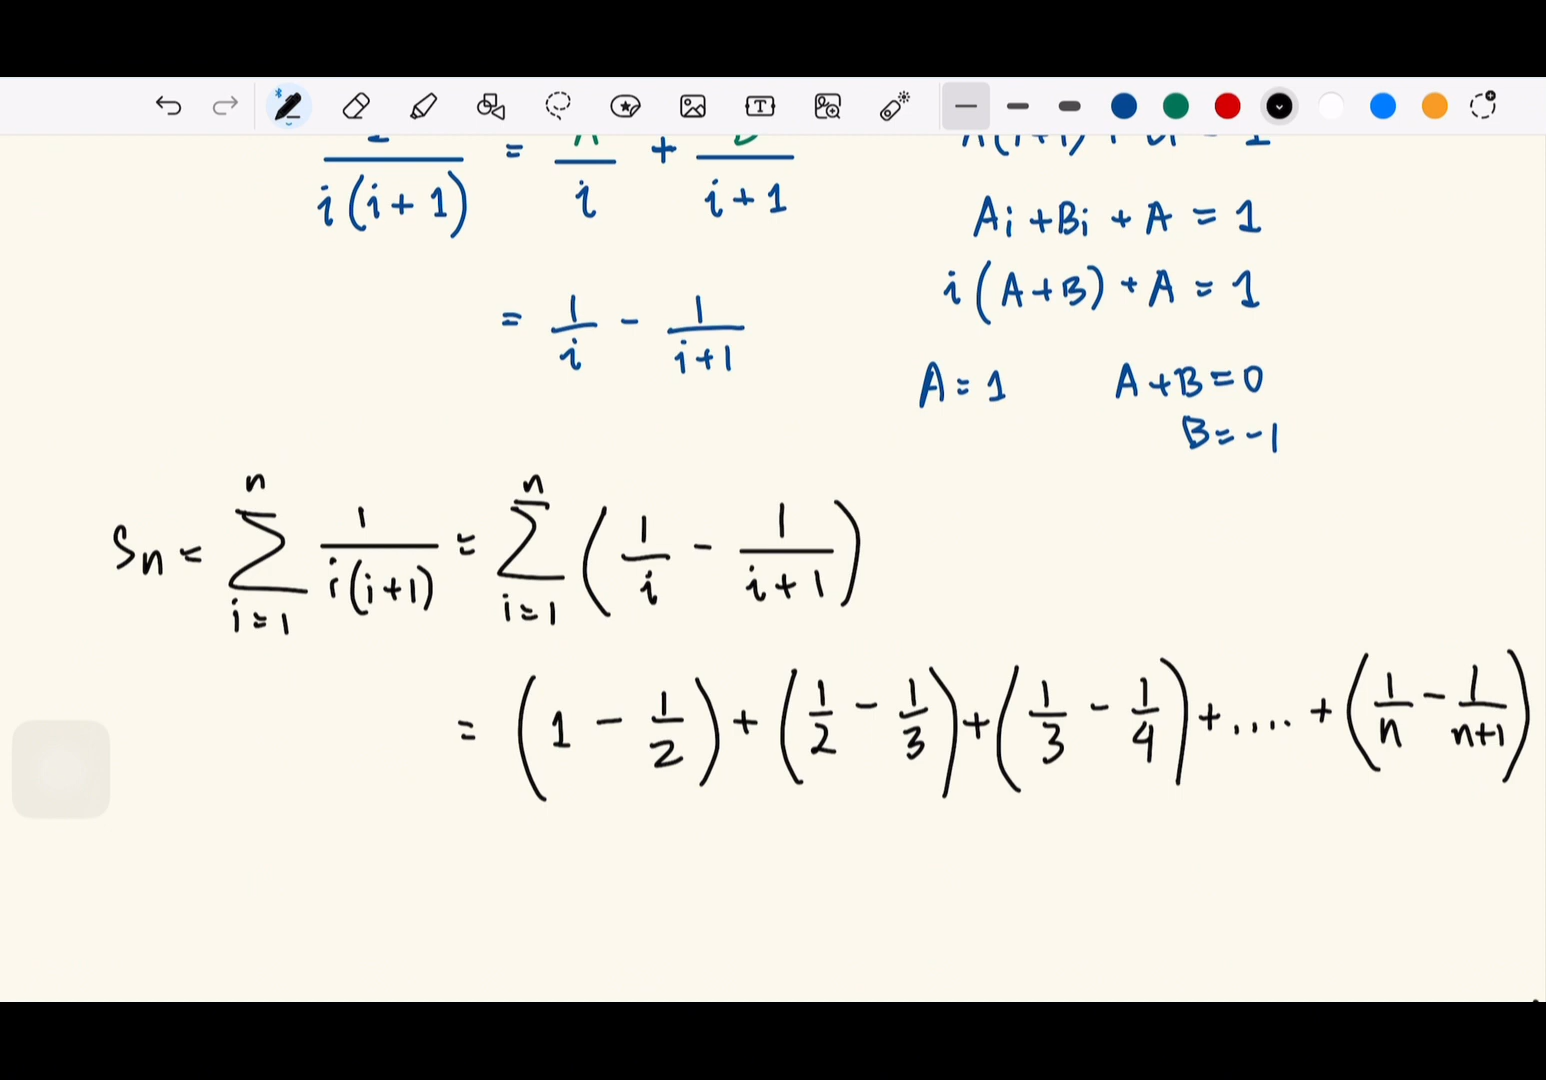 i(i+1) = i + i+1
Ai + Bi + A = 1
= 1/i - 1/(i+1)
i(A+B) + A = 1
A = 1   A+B = 0
B = -1
Sn = ∑_{i=1}^{n} 1/(i(i+1)) = ∑_{i=1}^{n} (1/i - 1/(i+1))
= (1 - 1/2) + (1/2 - 1/3) + (1/3 - 1/4) + .... + (1/n - 1/(n+1))